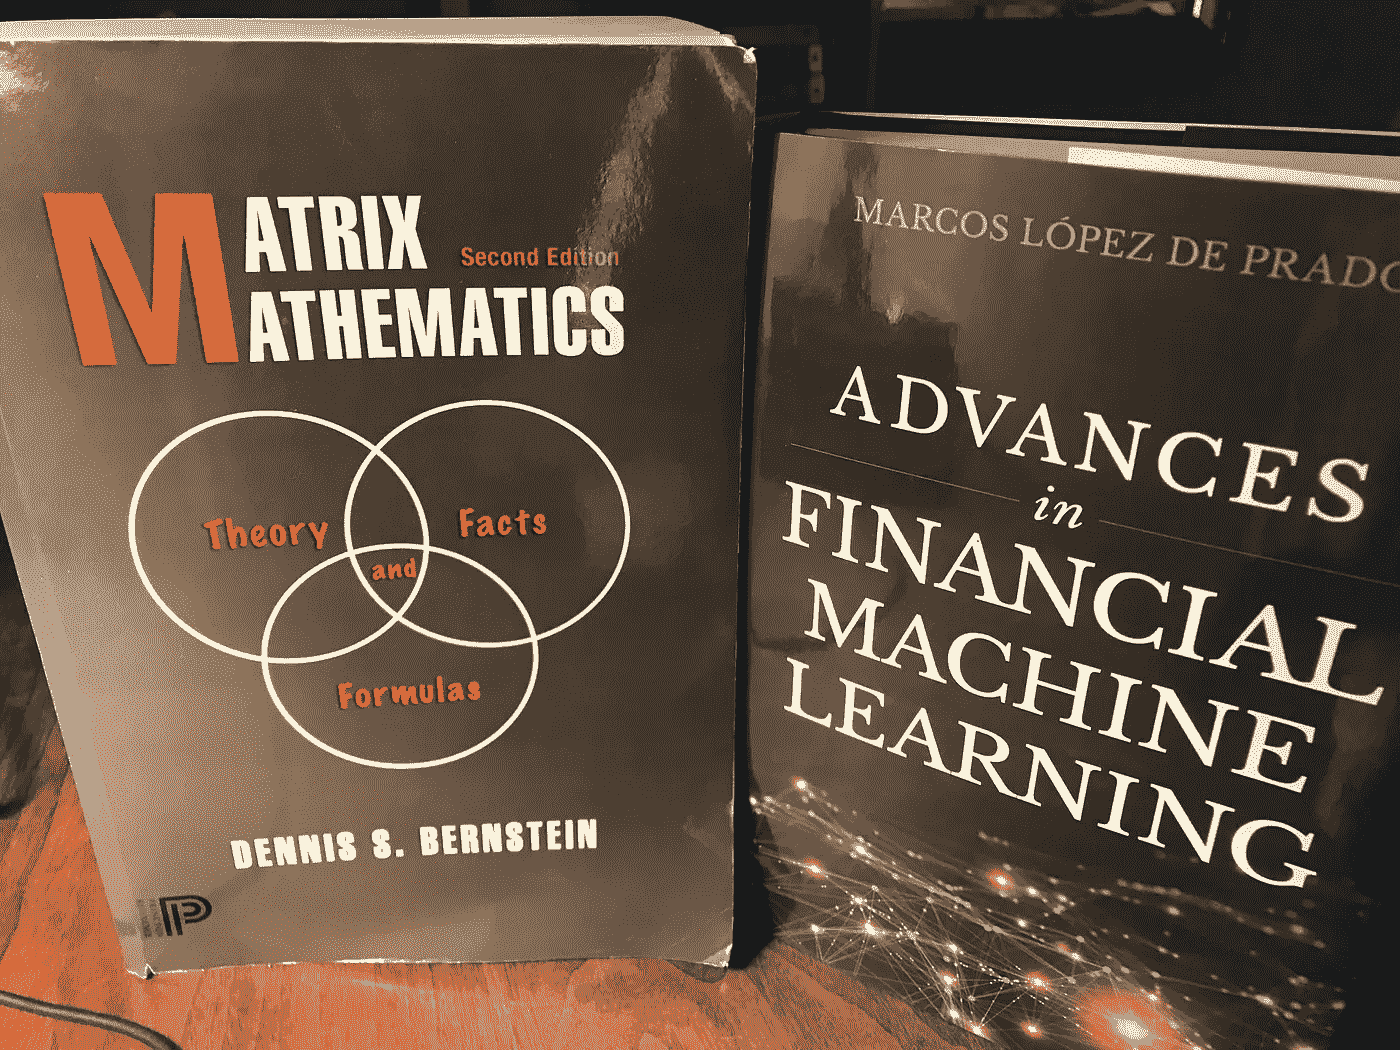 MATRIX
Second Edition
MATHEMATICS
Theory
Facts
and
Formulas
DENNIS S. BERNSTEIN
P
MARCOS LÓPEZ DE PRADO
ADVANCES
in
FINANCIAL
MACHINE
LEARNING